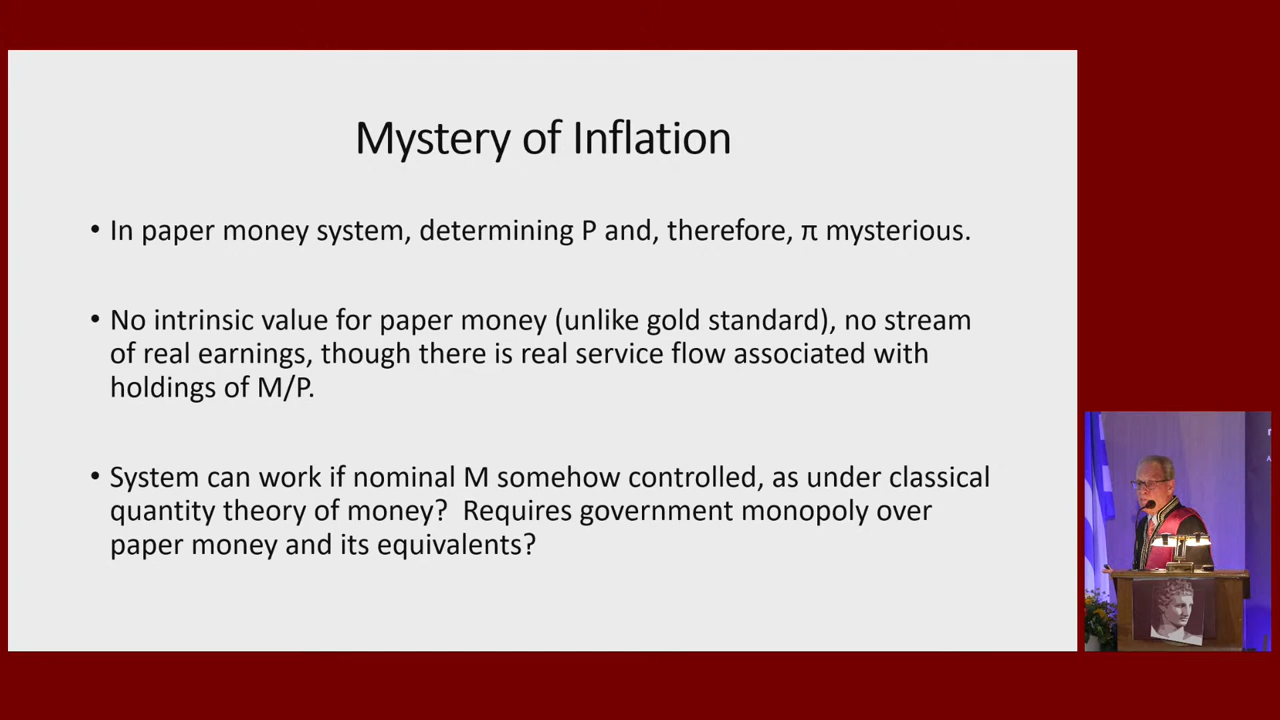 Mystery of Inflation
• In paper money system, determining P and, therefore, π mysterious.
• No intrinsic value for paper money (unlike gold standard), no stream
of real earnings, though there is real service flow associated with
holdings of M/P.
• System can work if nominal M somehow controlled, as under classical
quantity theory of money?  Requires government monopoly over
paper money and its equivalents?